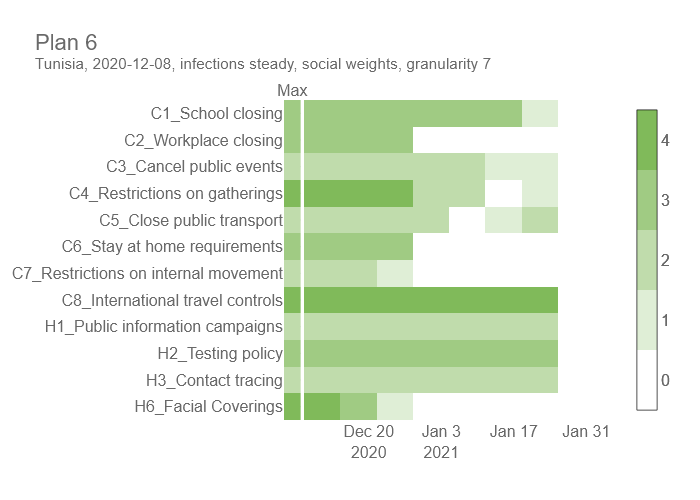 Plan 6
Tunisia, 2020-12-08, infections steady, social weights, granularity 7
Max
C1_School closing
C2_Workplace closing
C3_Cancel public events
C4_Restrictions on gatherings
C5_Close public transport
C6_Stay at home requirements
C7_Restrictions on internal movement
C8_International travel controls
H1_Public information campaigns
H2_Testing policy
H3_Contact tracing
H6_Facial Coverings
Dec 20 Jan 3 Jan 17 Jan 31
2020 2021
4
3
2
1
0